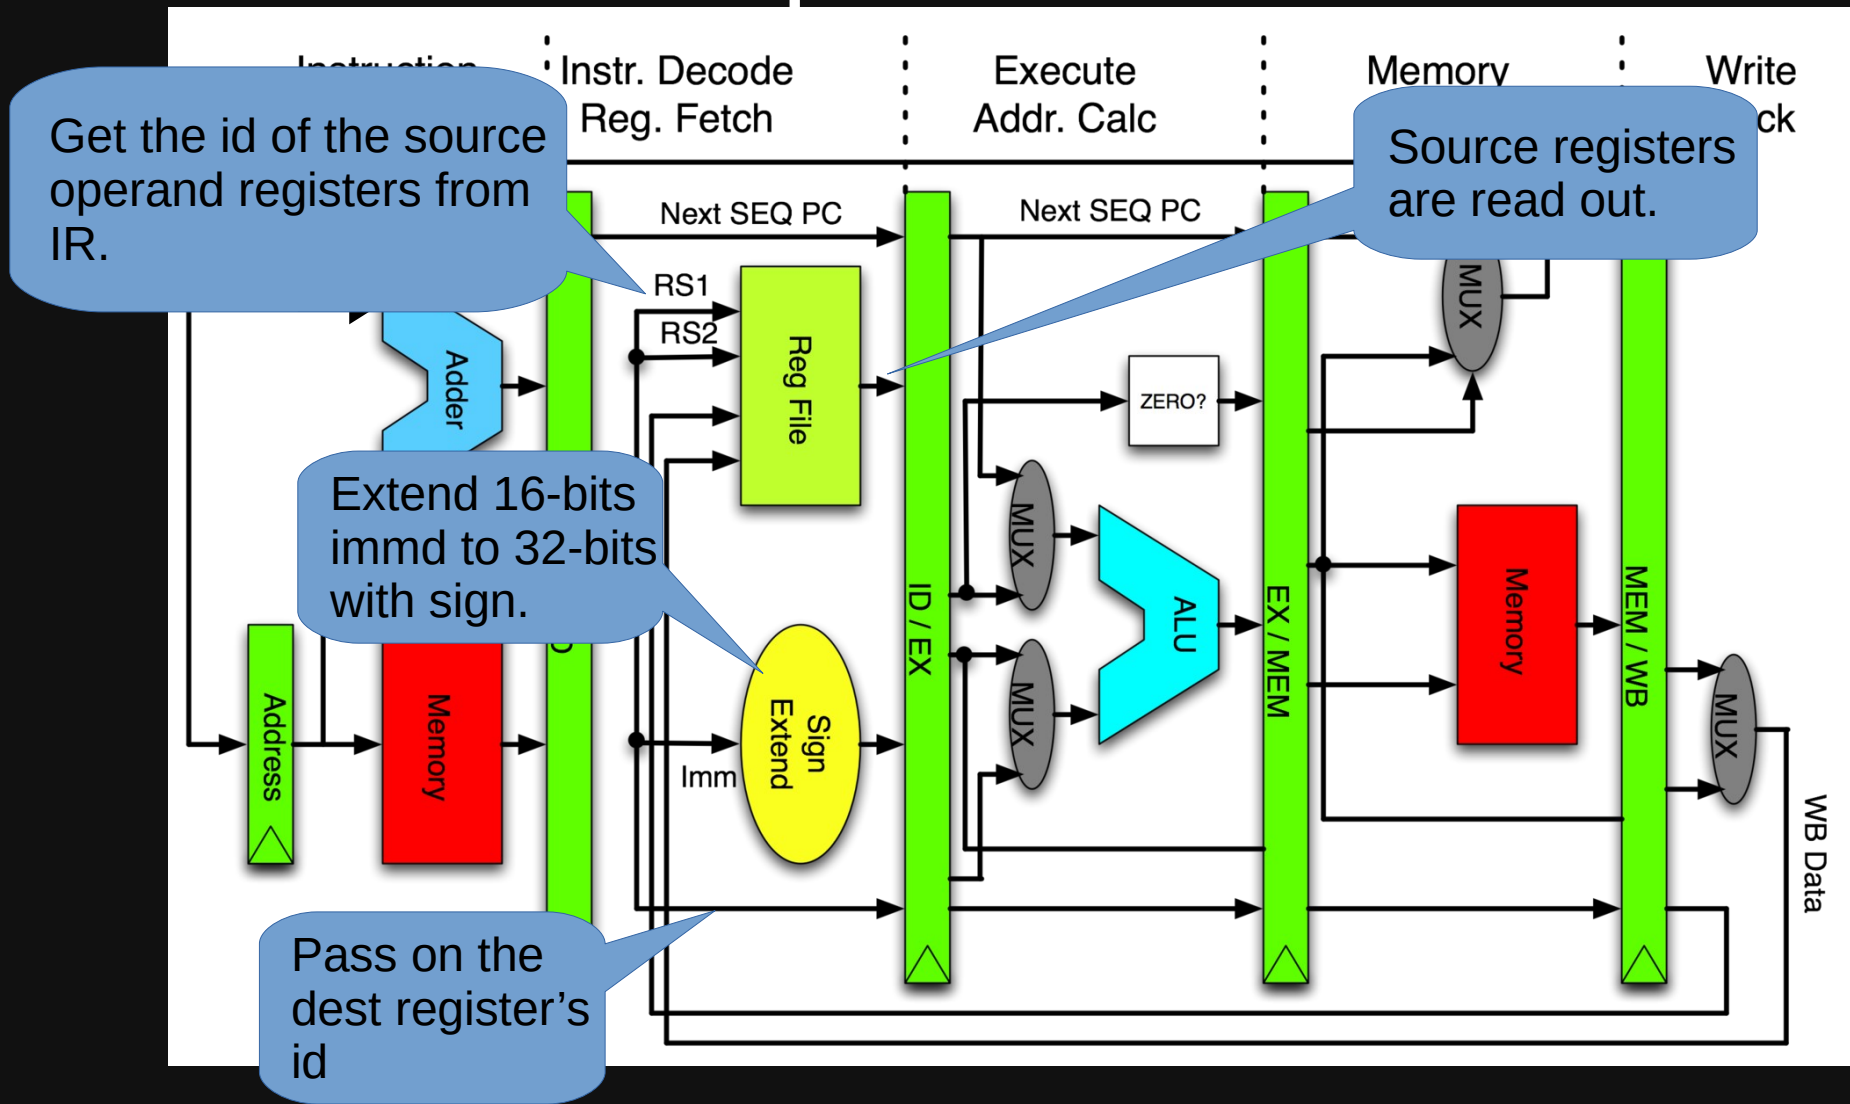 Instr. Decode
Reg. Fetch
Execute
Addr. Calc
Memory
Write
Get the id of the source
operand registers from
IR.
Source registers
are read out.
Next SEQ PC
Next SEQ PC
RS1
RS2
Adder
Reg File
ZERO?
MUX
Extend 16-bits
immd to 32-bits
with sign.
MUX
MUX
ALU
ID / EX
EX / MEM
Memory
MEM / WB
MUX
Address
Memory
Imm
Sign
Extend
WB Data
Pass on the
dest register’s
id